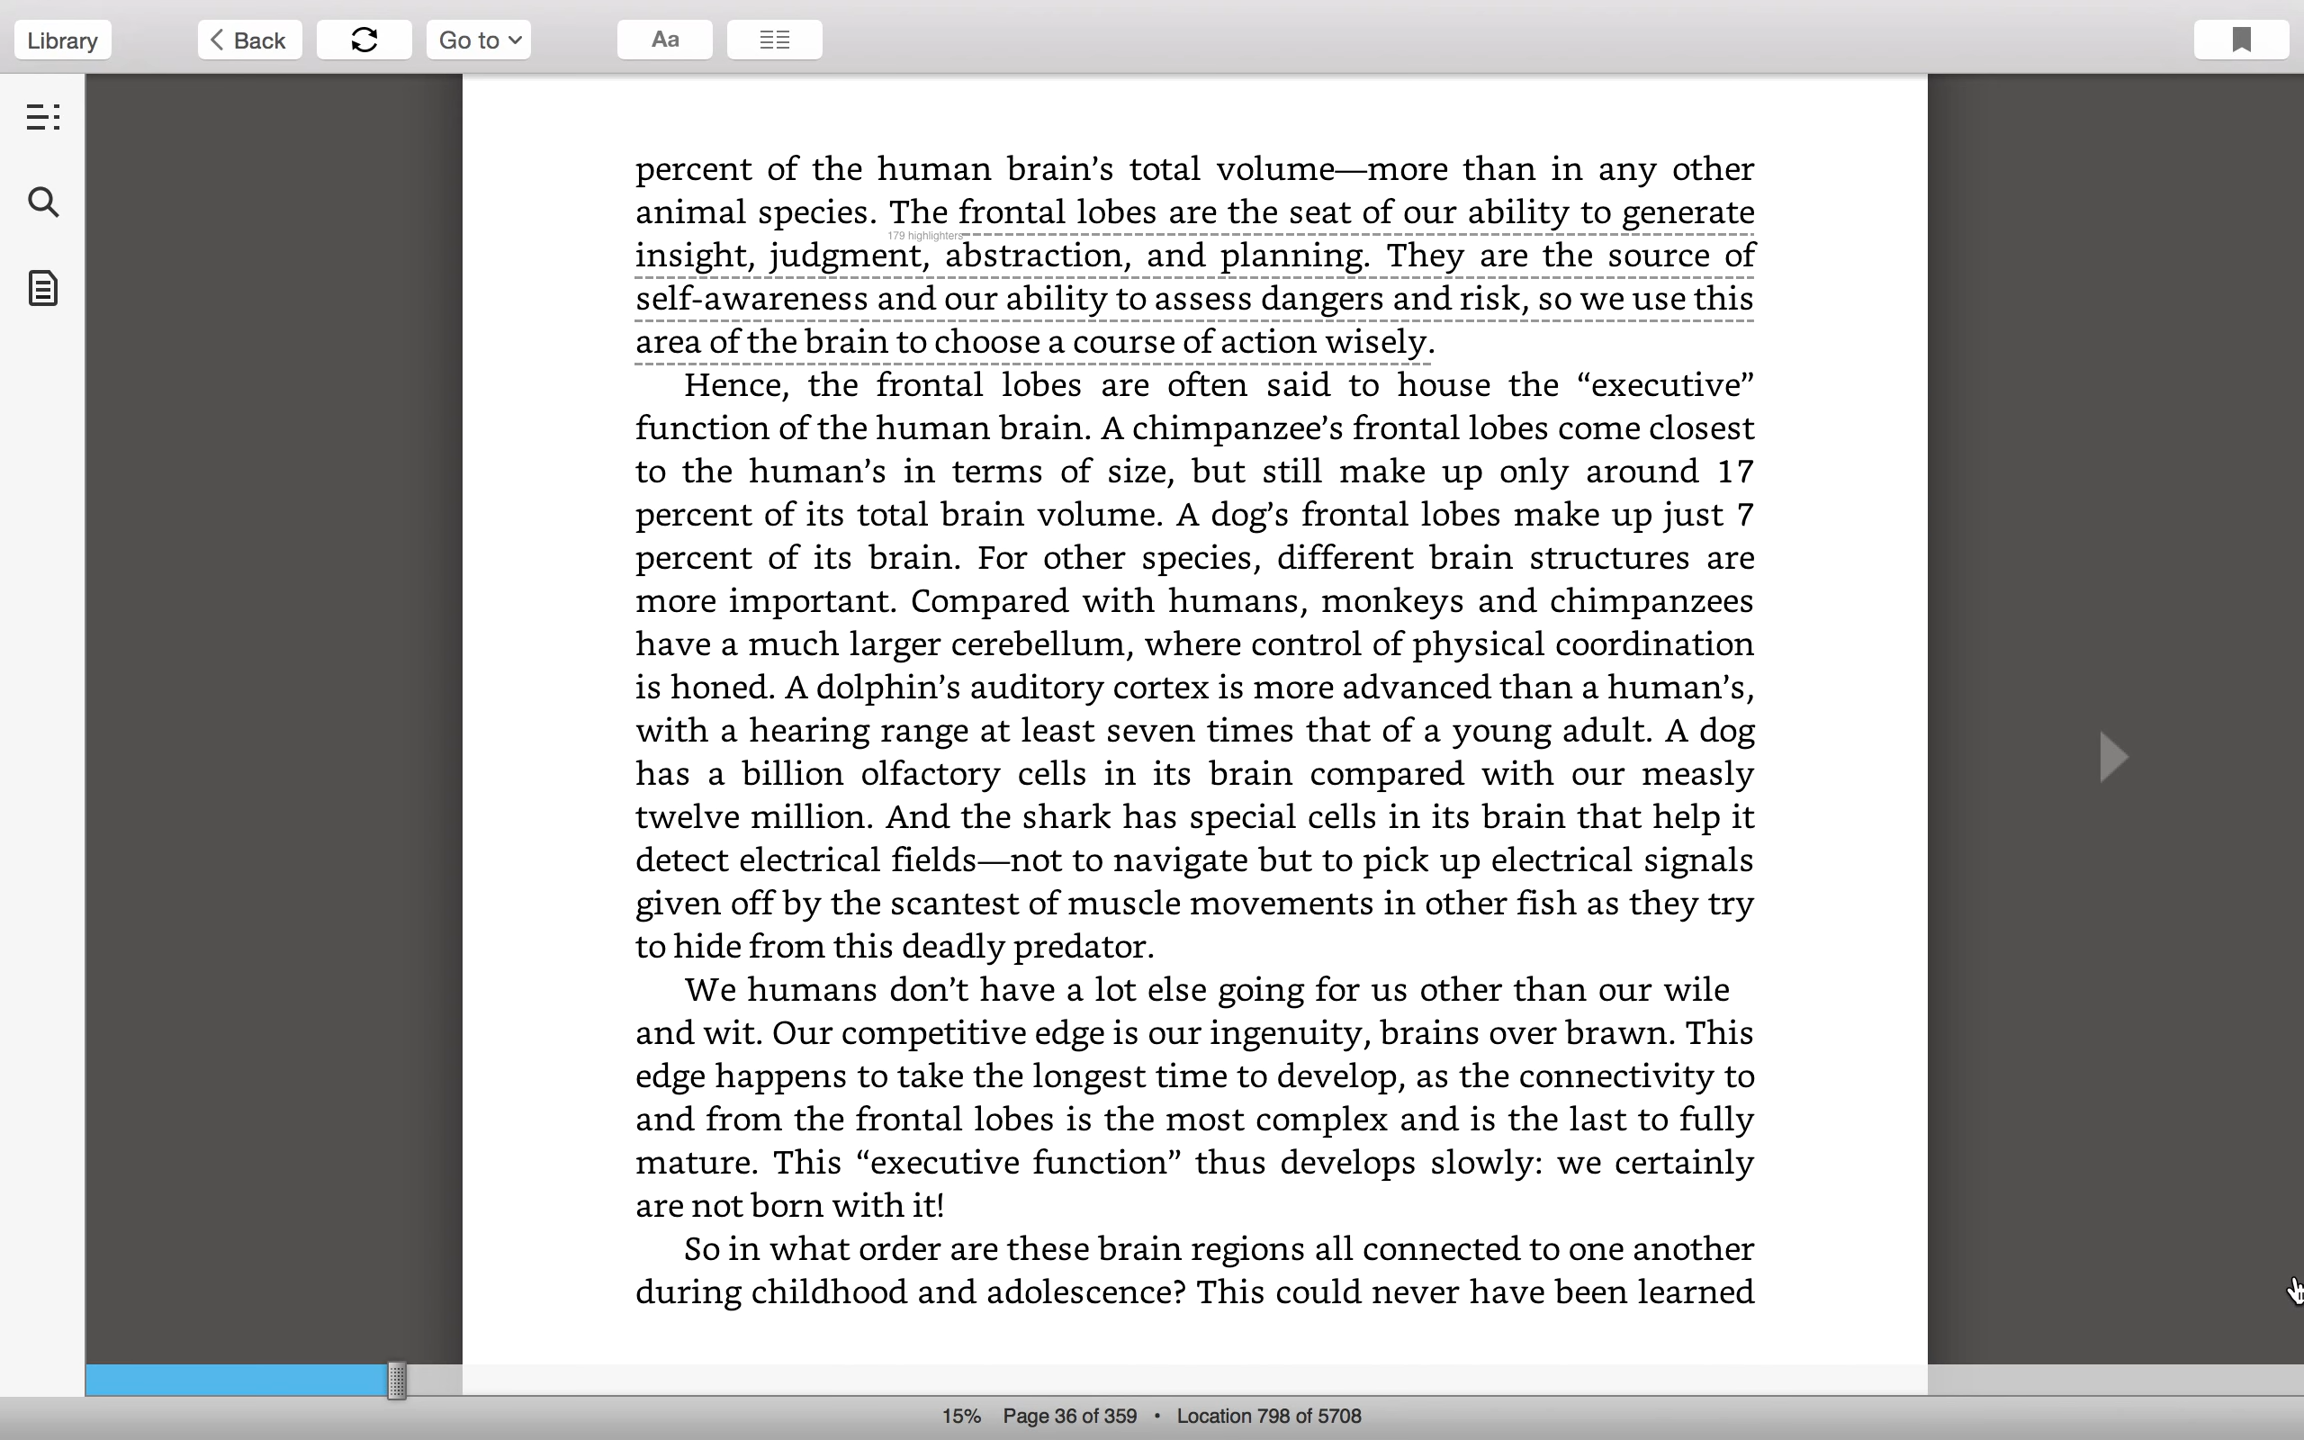 Library
Back
Go to
Aa
percent of the human brain’s total volume—more than in any other
animal species. The frontal lobes are the seat of our ability to generate
179 highlighters
insight, judgment, abstraction, and planning. They are the source of
self-awareness and our ability to assess dangers and risk, so we use this
area of the brain to choose a course of action wisely.
Hence, the frontal lobes are often said to house the “executive”
function of the human brain. A chimpanzee’s frontal lobes come closest
to the human’s in terms of size, but still make up only around 17
percent of its total brain volume. A dog’s frontal lobes make up just 7
percent of its brain. For other species, different brain structures are
more important. Compared with humans, monkeys and chimpanzees
have a much larger cerebellum, where control of physical coordination
is honed. A dolphin’s auditory cortex is more advanced than a human’s,
with a hearing range at least seven times that of a young adult. A dog
has a billion olfactory cells in its brain compared with our measly
twelve million. And the shark has special cells in its brain that help it
detect electrical fields—not to navigate but to pick up electrical signals
given off by the scantest of muscle movements in other fish as they try
to hide from this deadly predator.
We humans don’t have a lot else going for us other than our wile
and wit. Our competitive edge is our ingenuity, brains over brawn. This
edge happens to take the longest time to develop, as the connectivity to
and from the frontal lobes is the most complex and is the last to fully
mature. This “executive function” thus develops slowly: we certainly
are not born with it!
So in what order are these brain regions all connected to one another
during childhood and adolescence? This could never have been learned
15% Page 36 of 359 • Location 798 of 5708